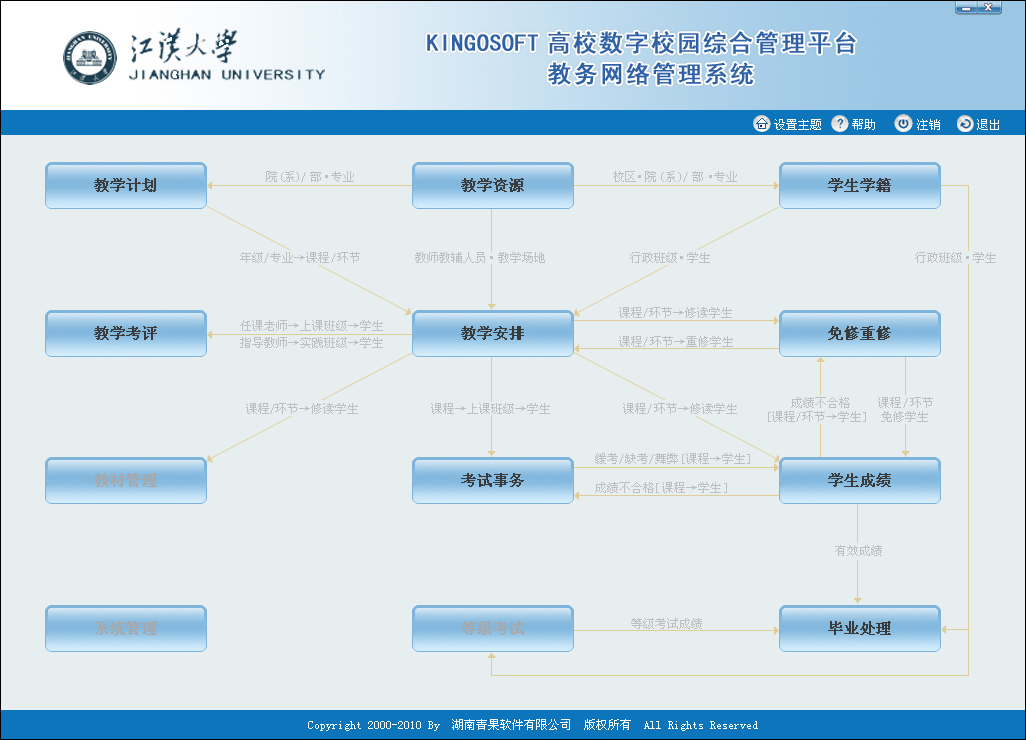 江汉大学
JIANGHAN UNIVERSITY
KINGOSOFT 高校数字校园综合管理平台
教务网络管理系统
设置主题 帮助 注销 退出
教学计划
院(系)/部•专业
教学资源
校区•院(系)/部•专业
学生学籍
年级/专业→课程/环节
教师教辅人员•教学场地
行政班级•学生
行政班级•学生
教学考评
任课老师→上课班级→学生
指导教师→实践班级→学生
教学安排
课程/环节→修读学生
课程/环节→重修学生
免修重修
课程/环节→修读学生
课程→上课班级→学生
课程/环节→修读学生
成绩不合格
[课程/环节→学生]
课程/环节
免修学生
教材管理
考试事务
缓考/缺考/舞弊[课程→学生]
成绩不合格[课程→学生]
学生成绩
有效成绩
系统管理
等级考试
等级考试成绩
毕业处理
Copyright 2000-2010 By 湖南青果软件有限公司 版权所有 All Rights Reserved